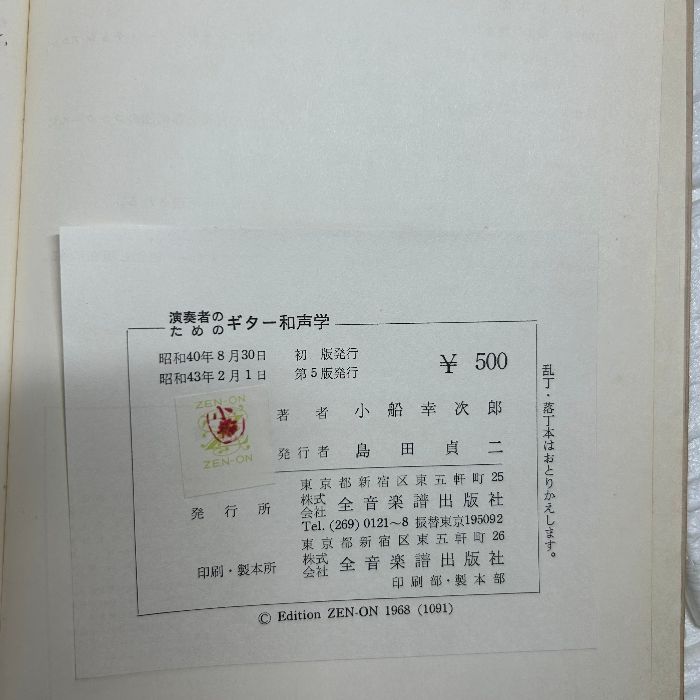 演奏者の
ための
ギター和声学
昭和40年8月30日 初版発行
昭和43年2月1日 第5版発行
¥ 500
ZEN-ON
ZEN-ON
著者 小船幸次郎
発行者 島田貞二
東京都新宿区東五軒町25
発行所 株式会社 全音楽譜出版社
Tel. (269) 0121〜8 振替東京195092
東京都新宿区東五軒町26
印刷・製本所 株式会社 全音楽譜出版社
印刷部・製本部
© Edition ZEN-ON 1968 (1091)
乱丁・落丁本はおとりかえします。